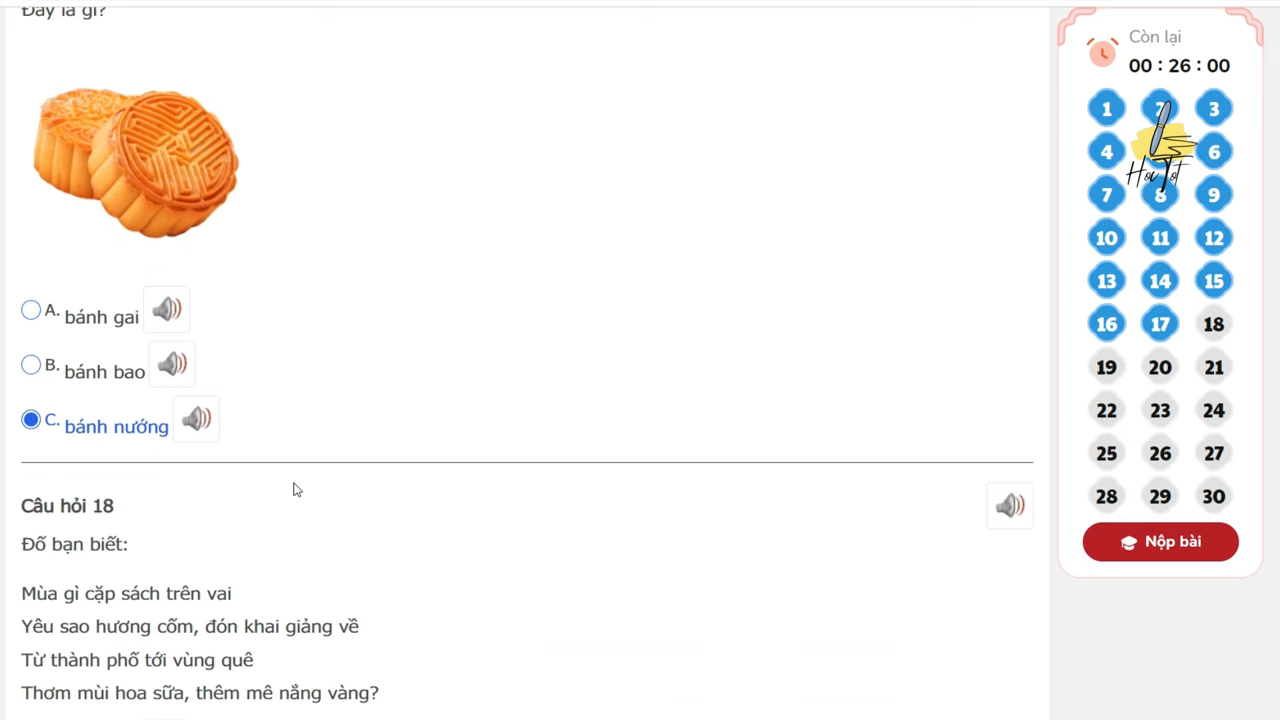 Đây là gì?
A. bánh gai
B. bánh bao
C. bánh nướng
Câu hỏi 18
Đố bạn biết:
Mùa gì cặp sách trên vai
Yêu sao hương cốm, đón khai giảng về
Từ thành phố tới vùng quê
Thơm mùi hoa sữa, thêm mê nắng vàng?
Còn lại
00 : 26 : 00
1 2 3
4 6
Học Tốt
7 8 9
10 11 12
13 14 15
16 17 18
19 20 21
22 23 24
25 26 27
28 29 30
Nộp bài